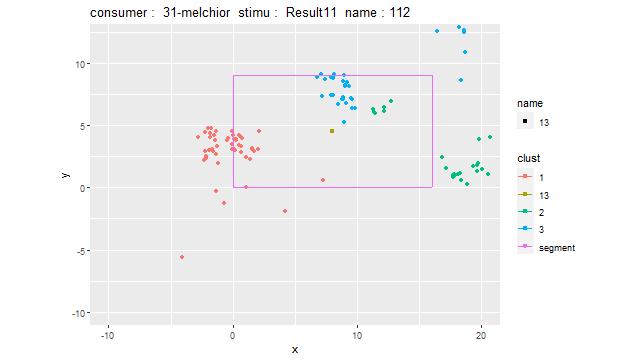 consumer : 31-melchior stimu : Result11 name : 112
10
5
0
-5
-10
y
-10
0
10
20
x
name
13
clust
1
13
2
3
segment